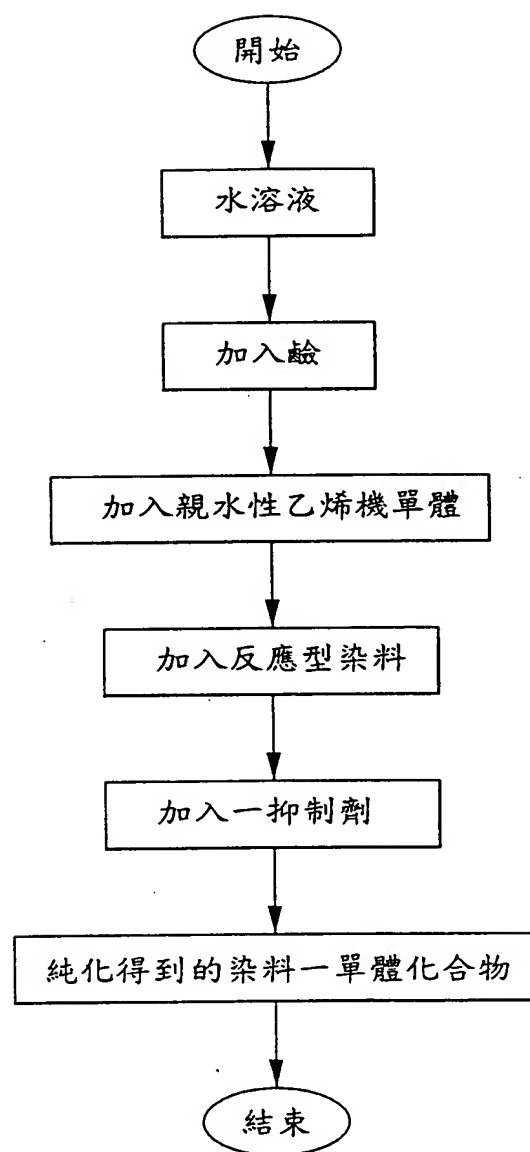 開始
水溶液
加入鹼
加入親水性乙烯機單體
加入反應型染料
加入一抑制劑
純化得到的染料—單體化合物
結束